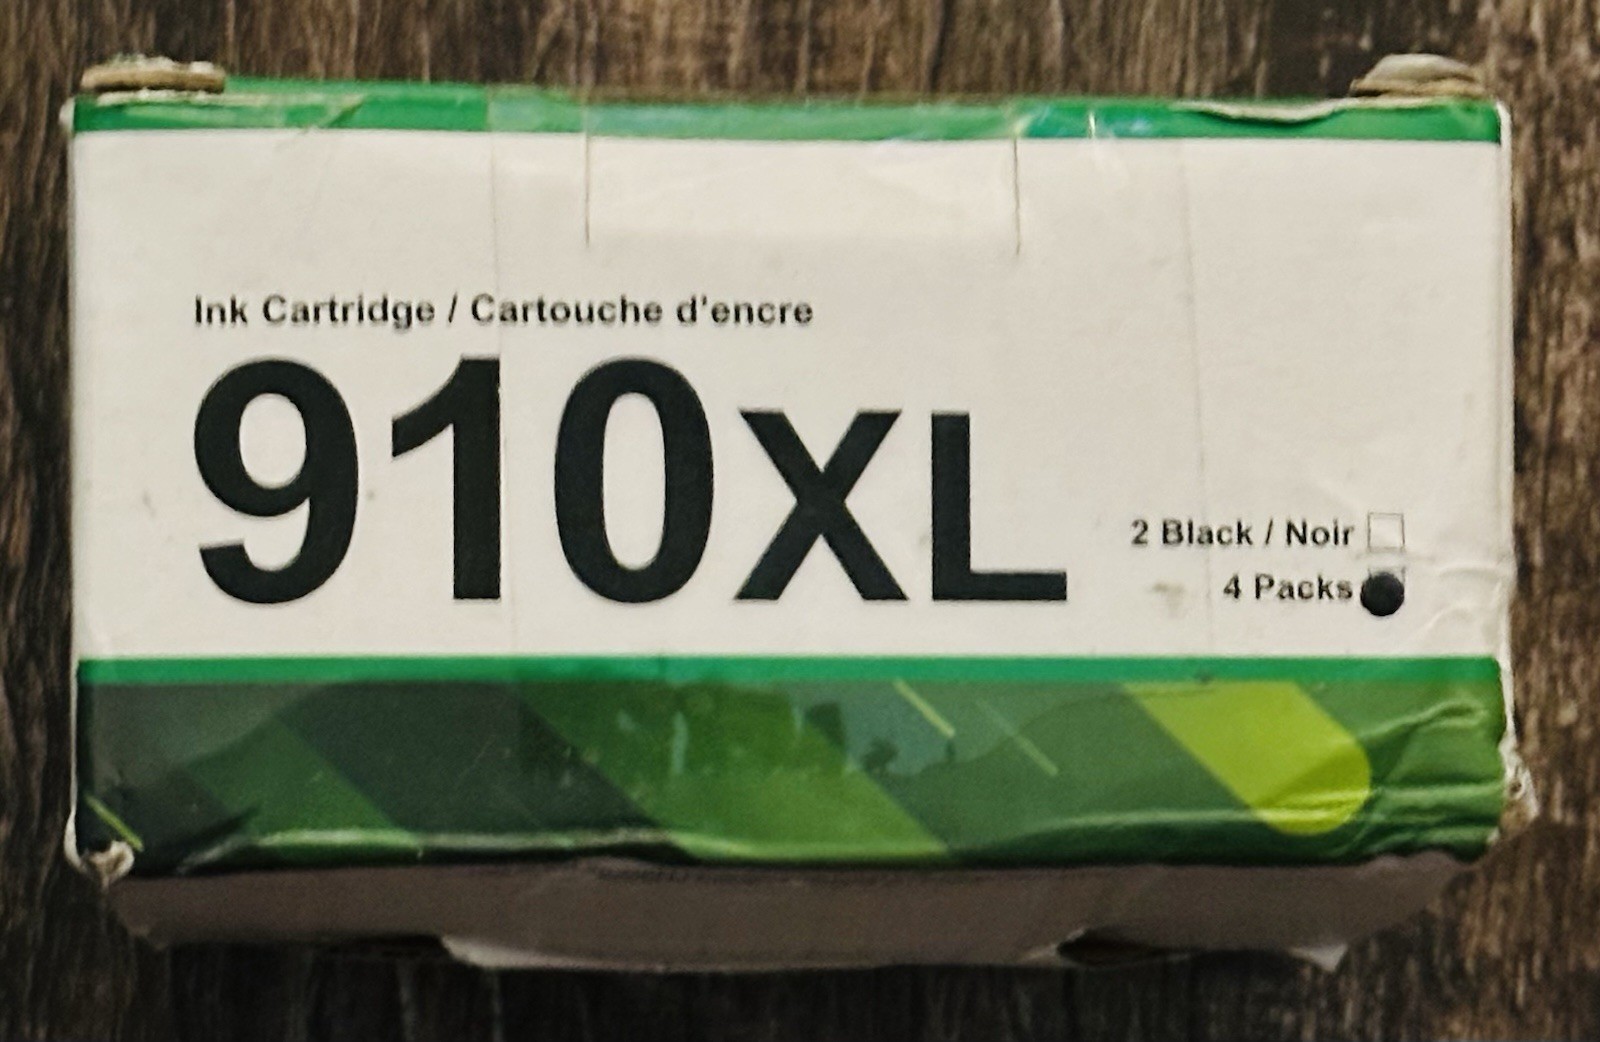 Ink Cartridge / Cartouche d'encre
910XL
2 Black / Noir
4 Packs